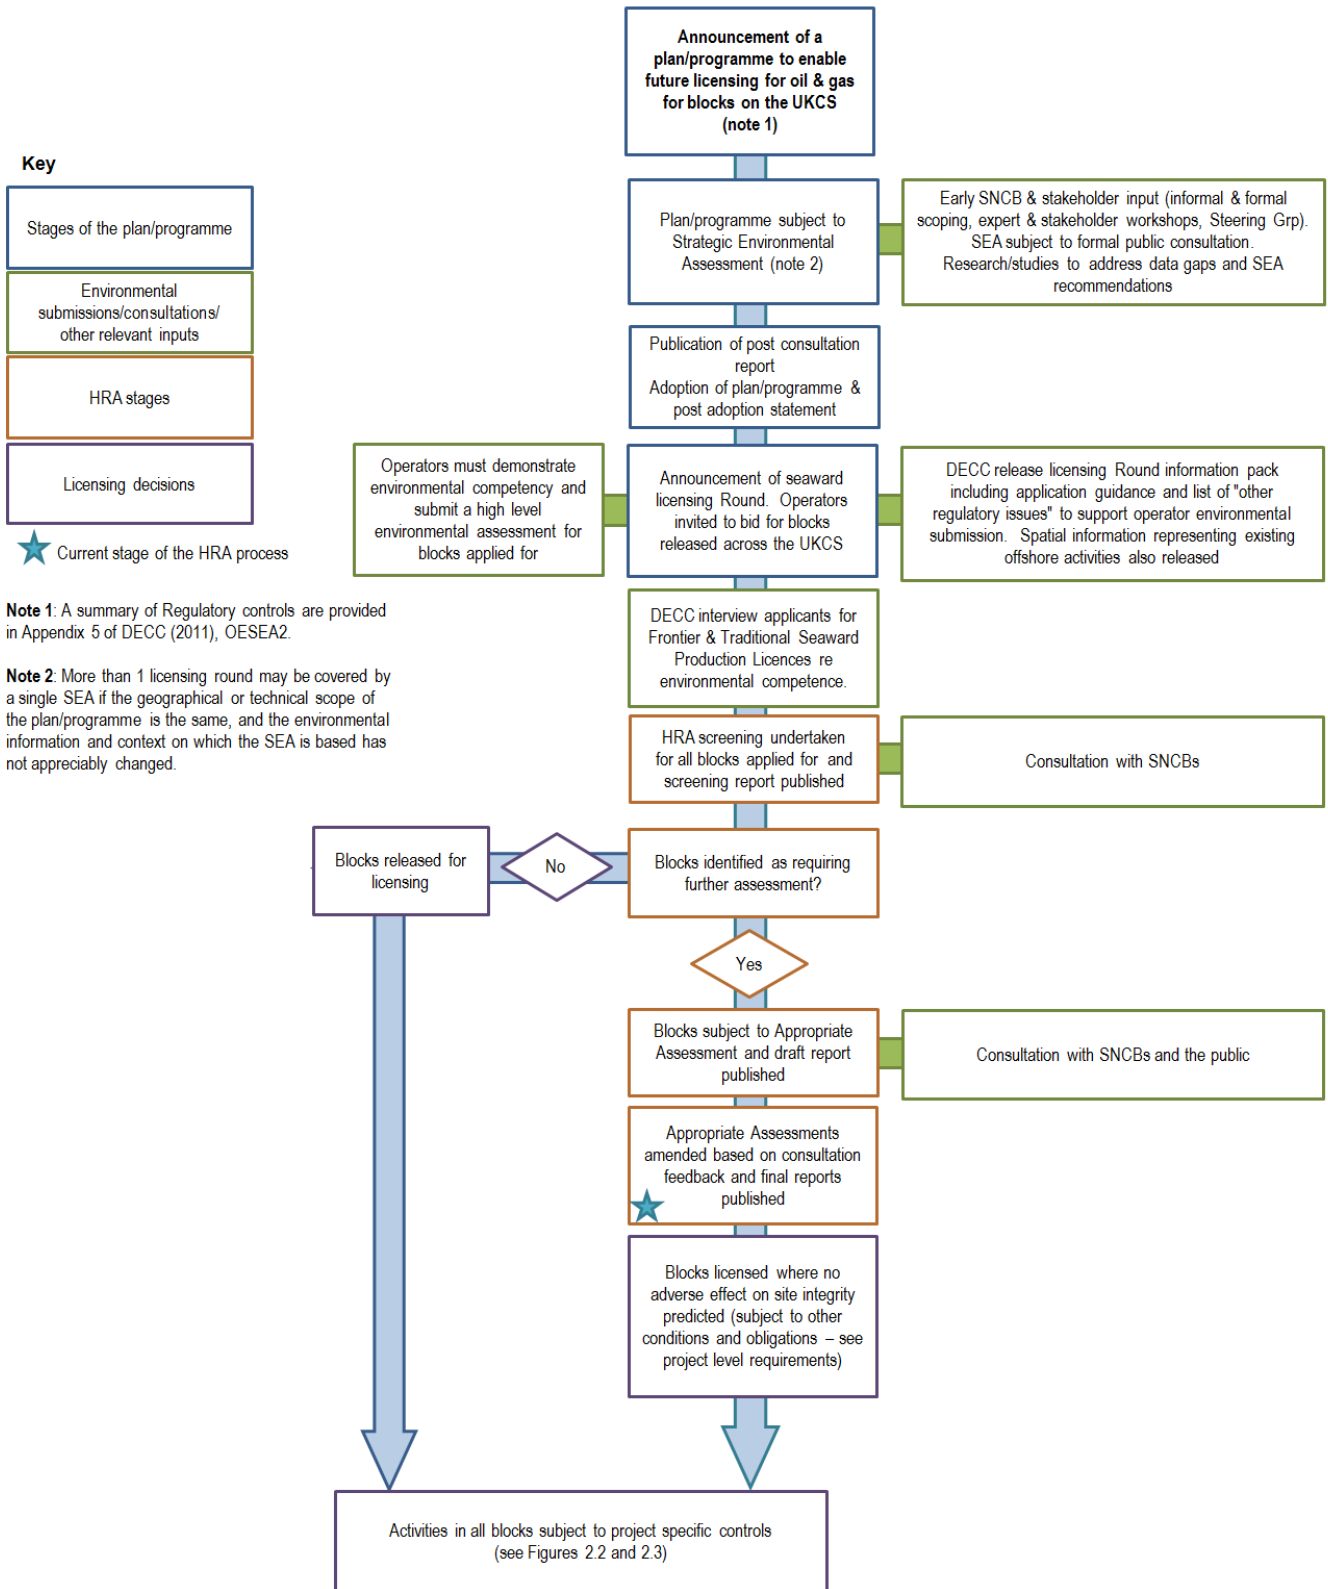 Announcement of a
plan/programme to enable
future licensing for oil & gas
for blocks on the UKCS
(note 1)
Key
Stages of the plan/programme
Environmental
submissions/consultations/
other relevant inputs
HRA stages
Licensing decisions
Current stage of the HRA process
Note 1: A summary of Regulatory controls are provided
in Appendix 5 of DECC (2011), OESEA2.
Note 2: More than 1 licensing round may be covered by
a single SEA if the geographical or technical scope of
the plan/programme is the same, and the environmental
information and context on which the SEA is based has
not appreciably changed.
Plan/programme subject to
Strategic Environmental
Assessment (note 2)
Early SNCB & stakeholder input (informal & formal
scoping, expert & stakeholder workshops, Steering Grp).
SEA subject to formal public consultation.
Research/studies to address data gaps and SEA
recommendations
Publication of post consultation
report
Adoption of plan/programme &
post adoption statement
Operators must demonstrate
environmental competency and
submit a high level
environmental assessment for
blocks applied for
Announcement of seaward
licensing Round. Operators
invited to bid for blocks
released across the UKCS
DECC release licensing Round information pack
including application guidance and list of "other
regulatory issues" to support operator environmental
submission. Spatial information representing existing
offshore activities also released
DECC interview applicants for
Frontier & Traditional Seaward
Production Licences re
environmental competence.
HRA screening undertaken
for all blocks applied for and
screening report published
Consultation with SNCBs
Blocks released for
licensing
No
Blocks identified as requiring
further assessment?
Yes
Blocks subject to Appropriate
Assessment and draft report
published
Consultation with SNCBs and the public
Appropriate Assessments
amended based on consultation
feedback and final reports
published
Blocks licensed where no
adverse effect on site integrity
predicted (subject to other
conditions and obligations – see
project level requirements)
Activities in all blocks subject to project specific controls
(see Figures 2.2 and 2.3)